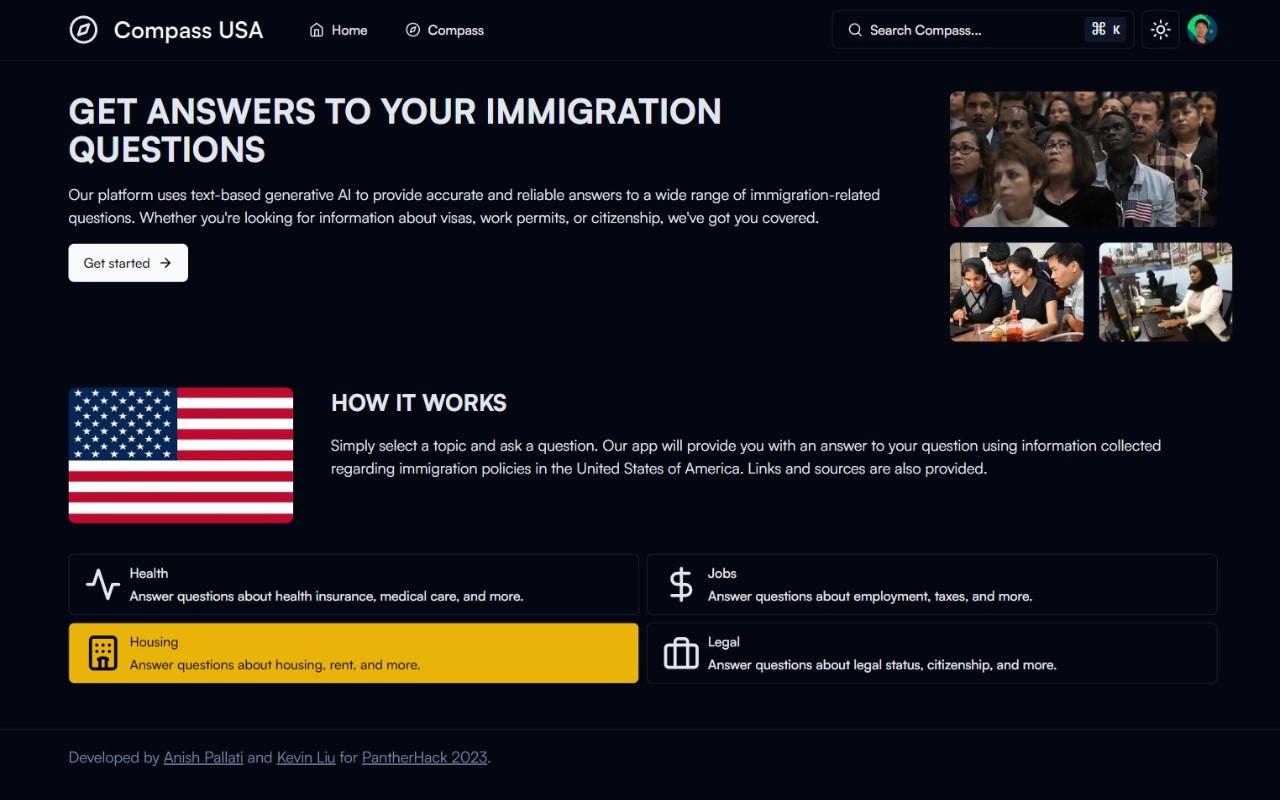 Compass USA
Home
Compass
Search Compass...
⌘ K
GET ANSWERS TO YOUR IMMIGRATION
QUESTIONS
Our platform uses text-based generative AI to provide accurate and reliable answers to a wide range of immigration-related
questions. Whether you're looking for information about visas, work permits, or citizenship, we've got you covered.
Get started →
HOW IT WORKS
Simply select a topic and ask a question. Our app will provide you with an answer to your question using information collected
regarding immigration policies in the United States of America. Links and sources are also provided.
Health
Answer questions about health insurance, medical care, and more.
Jobs
Answer questions about employment, taxes, and more.
Housing
Answer questions about housing, rent, and more.
Legal
Answer questions about legal status, citizenship, and more.
Developed by Anish Pallati and Kevin Liu for PantherHack 2023.